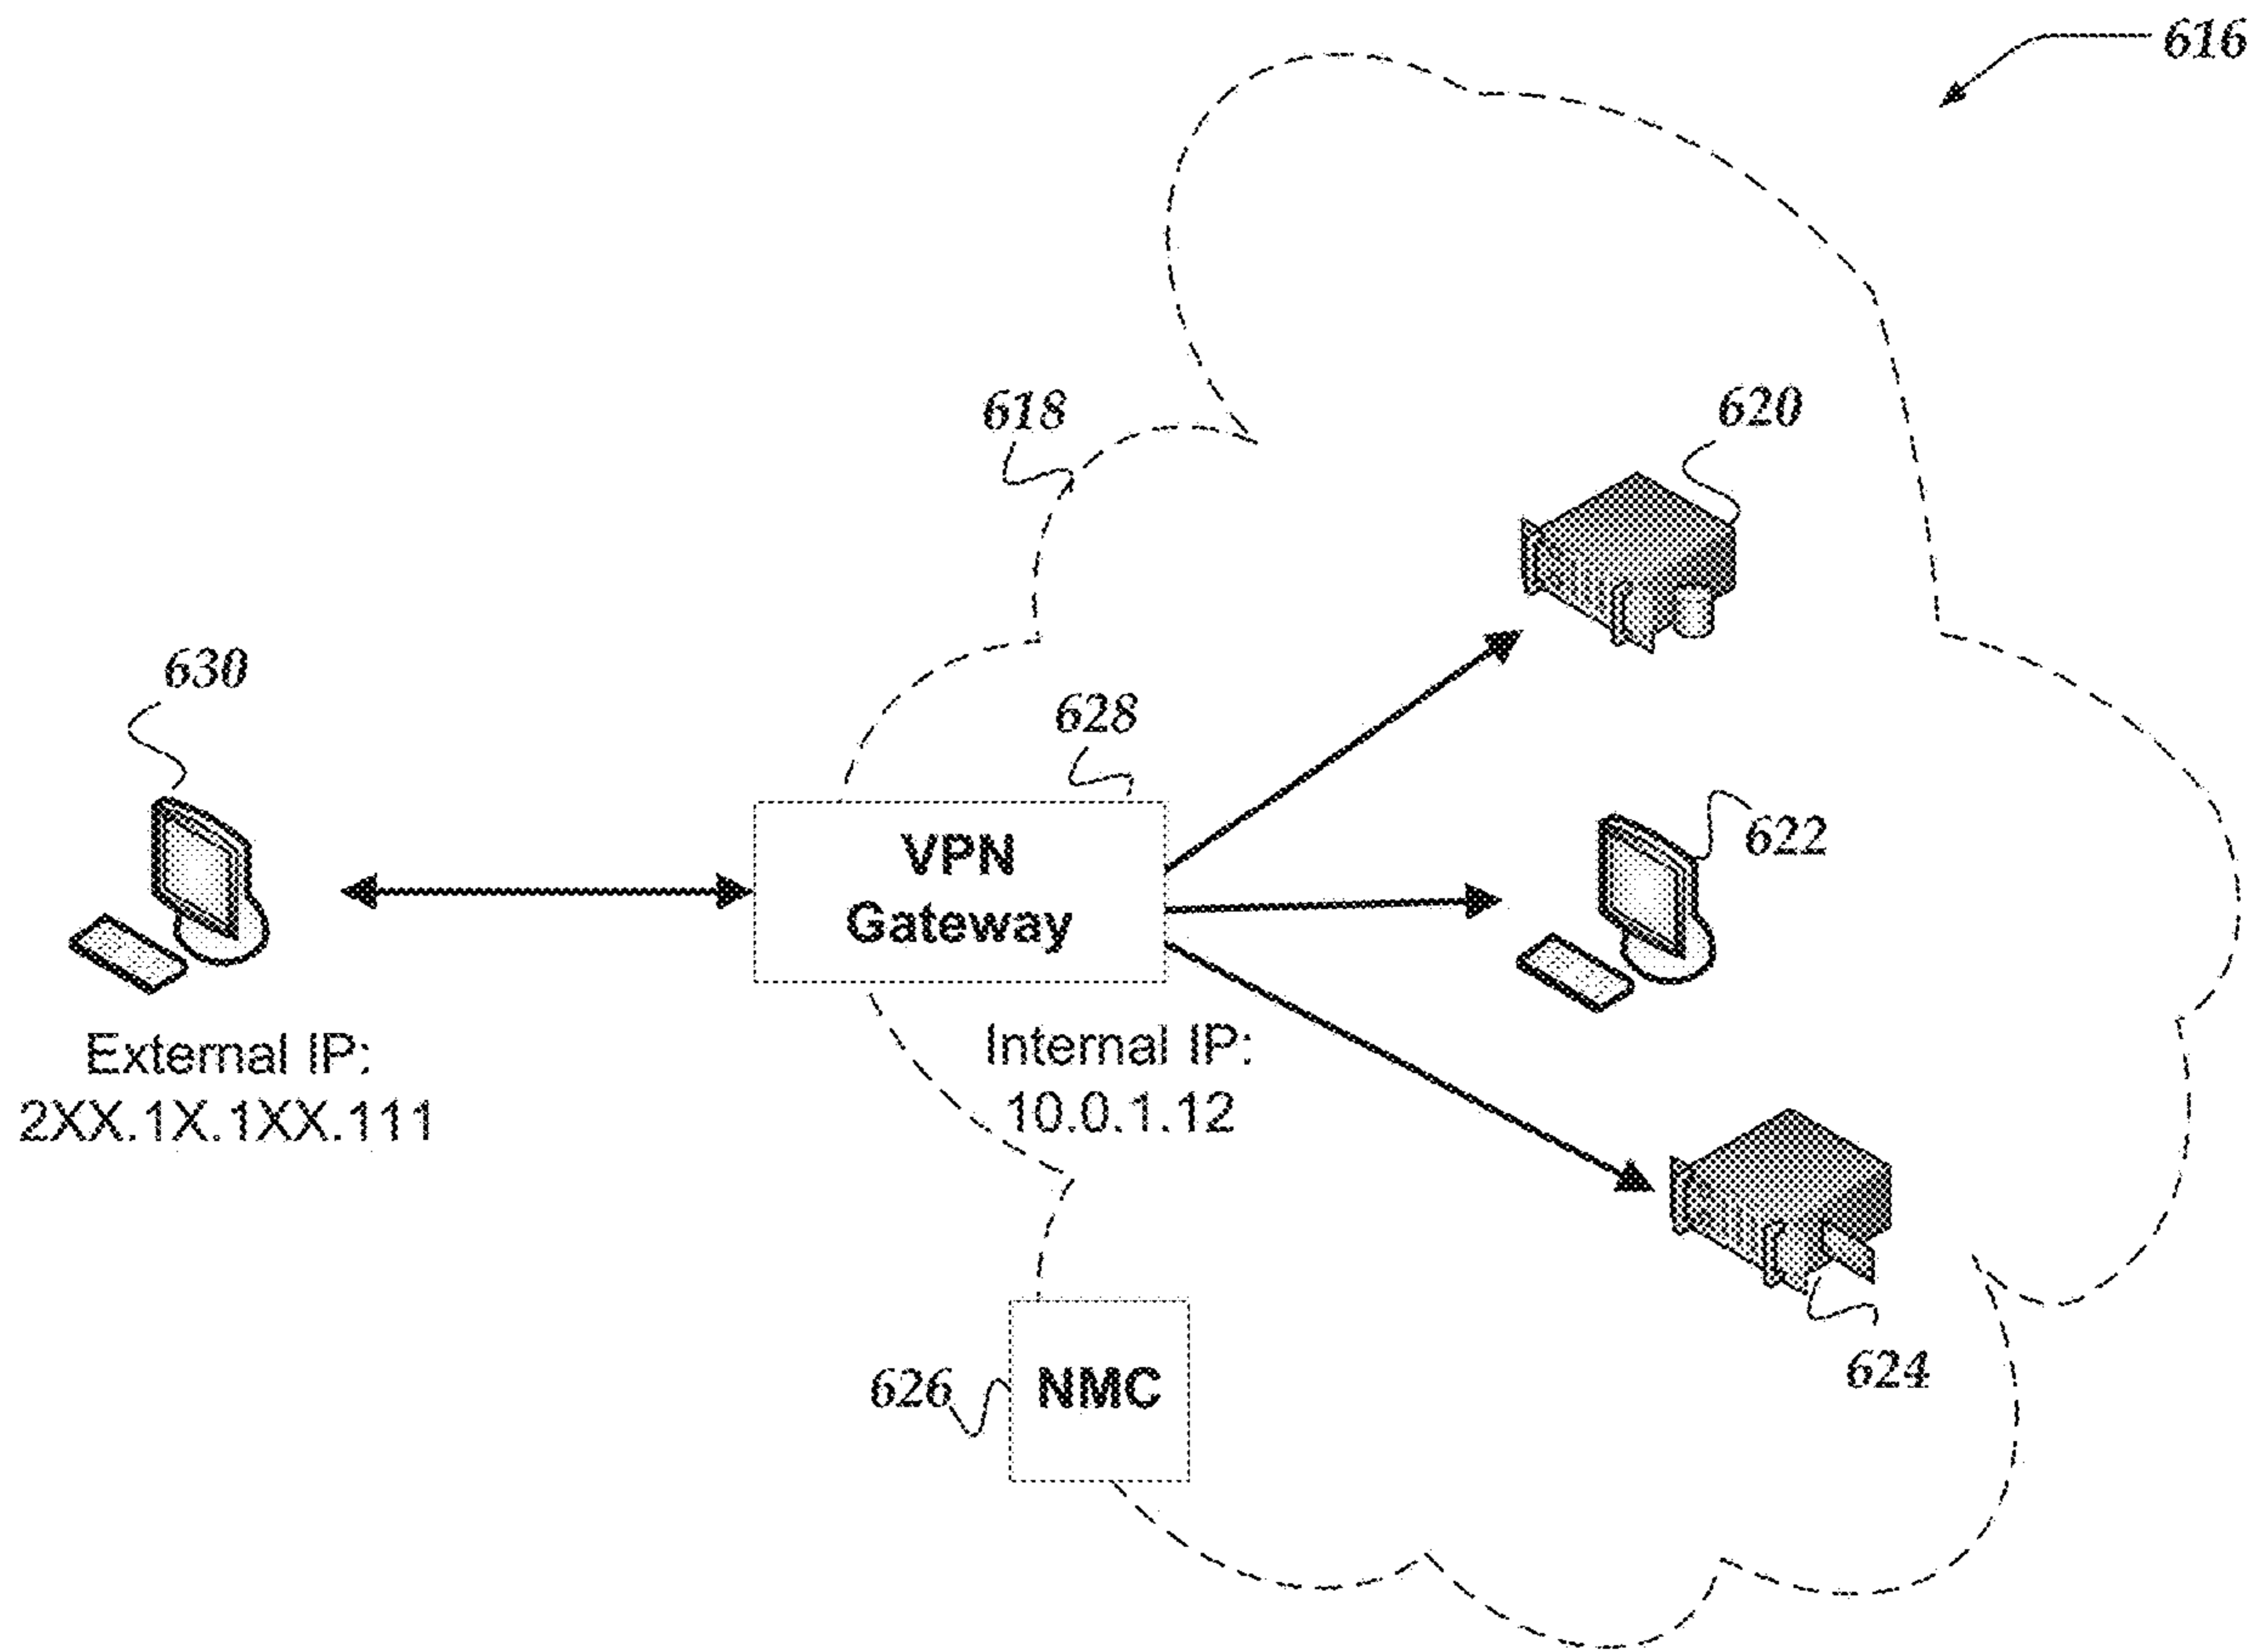 616
618
620
630
628
VPN
Gateway
622
External IP:
2XX.1X.1XX.111
Internal IP:
10.0.1.12
626
NMC
624